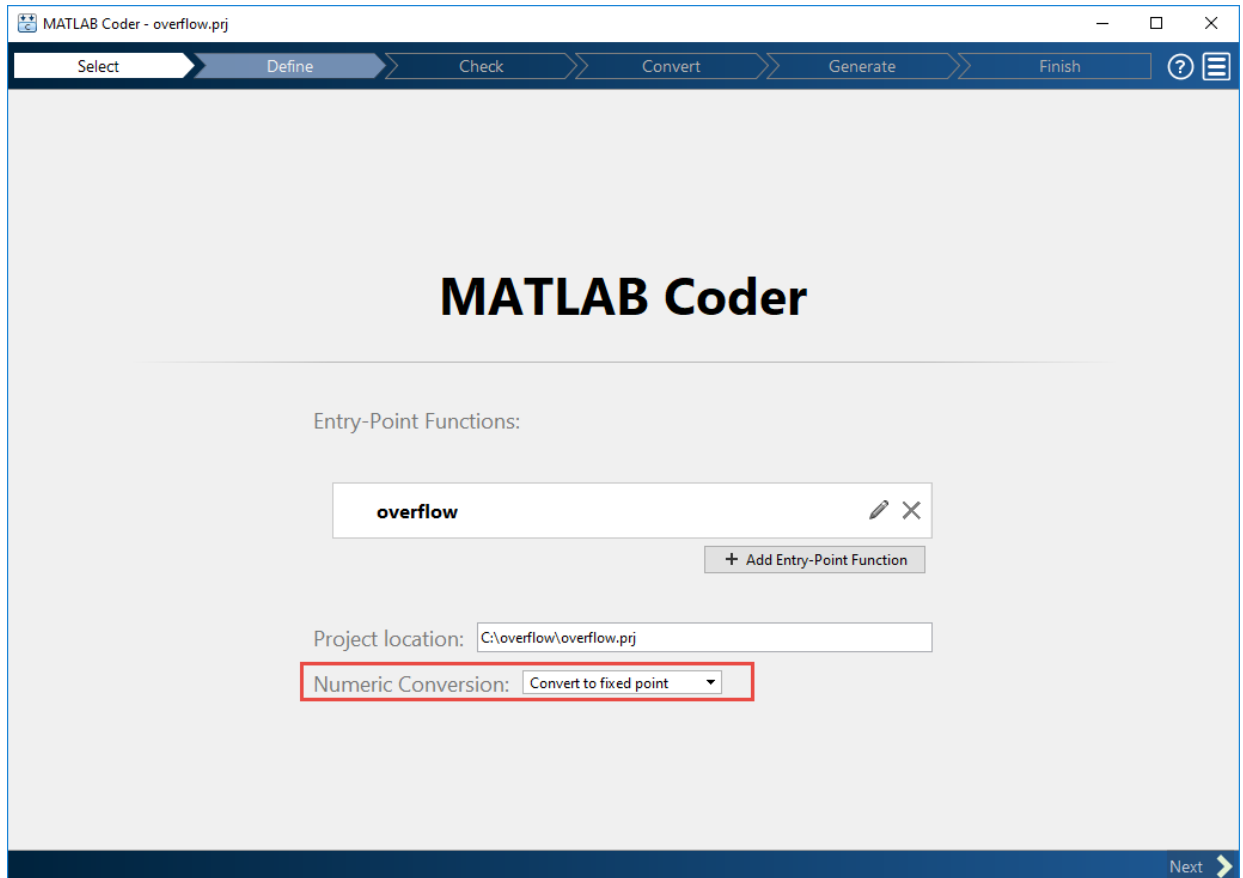 MATLAB Coder - overflow.prj
Select Define Check Convert Generate Finish ?
MATLAB Coder
Entry-Point Functions:
overflow
+ Add Entry-Point Function
Project location: C:\overflow\overflow.prj
Numeric Conversion: Convert to fixed point
Next